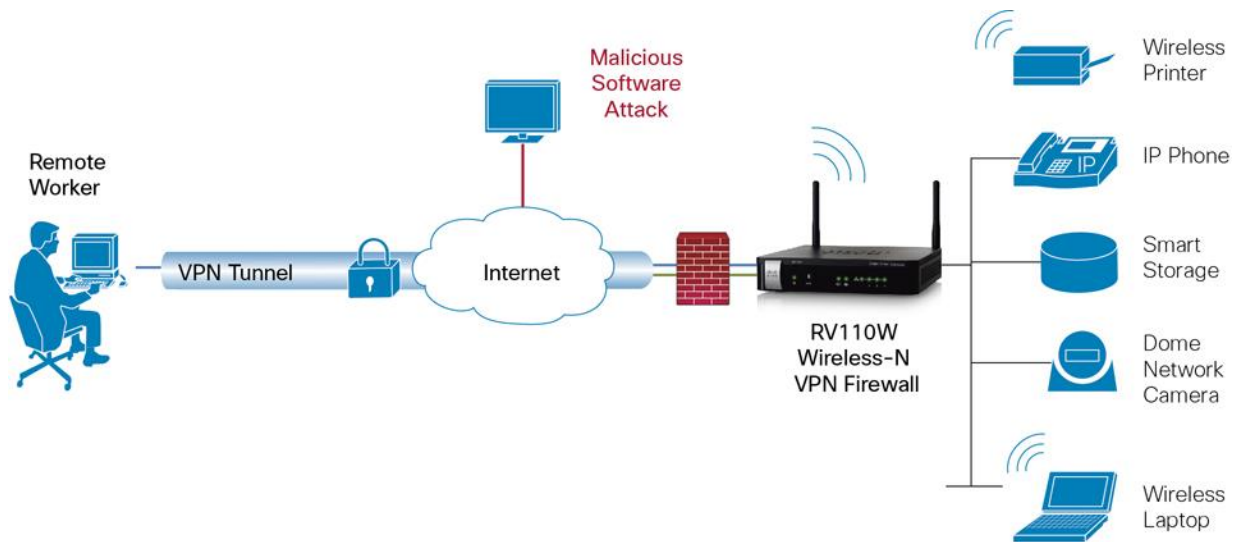 Remote
Worker
VPN Tunnel
Malicious
Software
Attack
Internet
RV110W
Wireless-N
VPN Firewall
Wireless
Printer
IP
IP Phone
Smart
Storage
Dome
Network
Camera
Wireless
Laptop